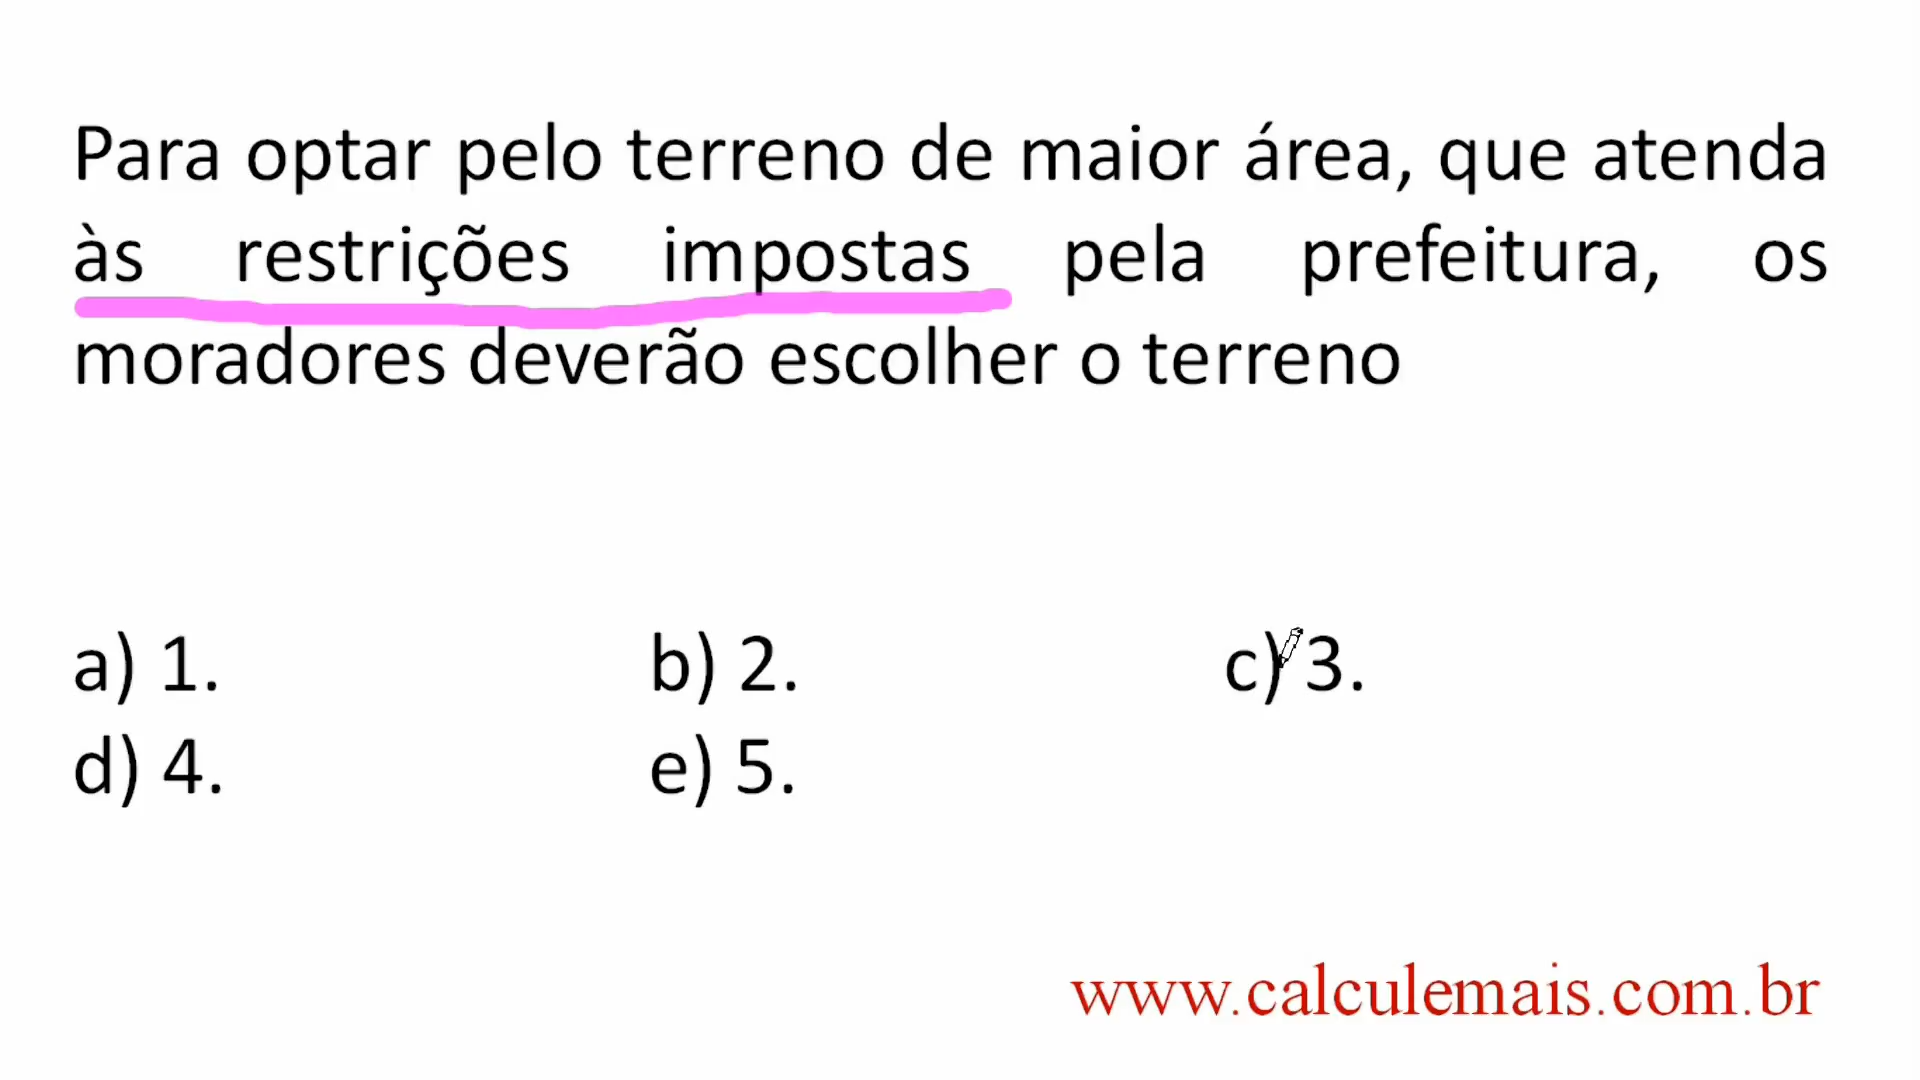 Para optar pelo terreno de maior área, que atenda
às restrições impostas pela prefeitura, os
moradores deverão escolher o terreno
a) 1. b) 2. c) 3.
d) 4. e) 5.
www.calculemais.com.br